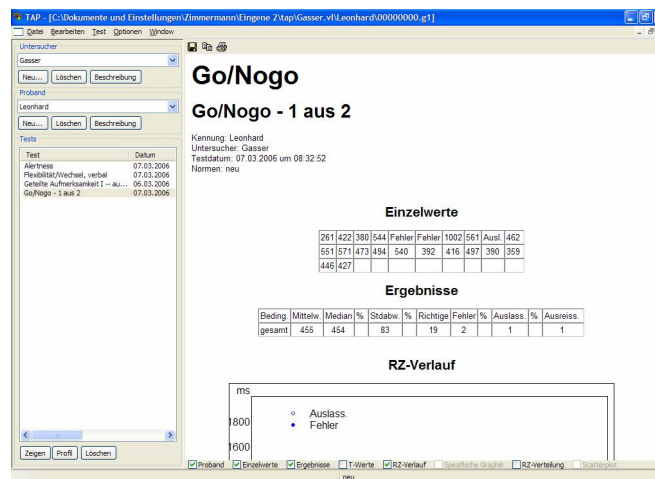 TAP - [C:\Dokumente und Einstellungen\Zimmermann\Eingene 2\tap\Gasser.vl\Leonhard\00000000.g1]
Datei Bearbeiten Test Optionen Window
Untersucher
Gasser
Neu... Löschen Beschreibung
Proband
Leonhard
Neu... Löschen Beschreibung
Tests
Test Datum
Alertness 07.03.2006
Flexibilität/Wechsel, verbal 07.03.2006
Geteilte Aufmerksamkeit I -- au... 06.03.2006
Go/Nogo - 1 aus 2 07.03.2006
Zeigen Profil Löschen
Go/Nogo
Go/Nogo - 1 aus 2
Kennung: Leonhard
Untersucher: Gasser
Testdatum: 07.03.2006 um 08:32:52
Normen: neu
Einzelwerte
261 422 380 544 Fehler Fehler 1002 561 Ausl. 462
551 571 473 494 540 392 416 497 390 359
446 427
Ergebnisse
Beding. Mittelw. Median % Stdabw. % Richtige Fehler % Auslass. % Ausreiss.
gesamt 455 454 83 19 2 1 1
RZ-Verlauf
ms
1800
1600
Auslass.
Fehler
Proband Einzelwerte Ergebnisse T-Werte RZ-Verlauf Spezifische Graphik RZ-Verteilung Scatterplot
neu